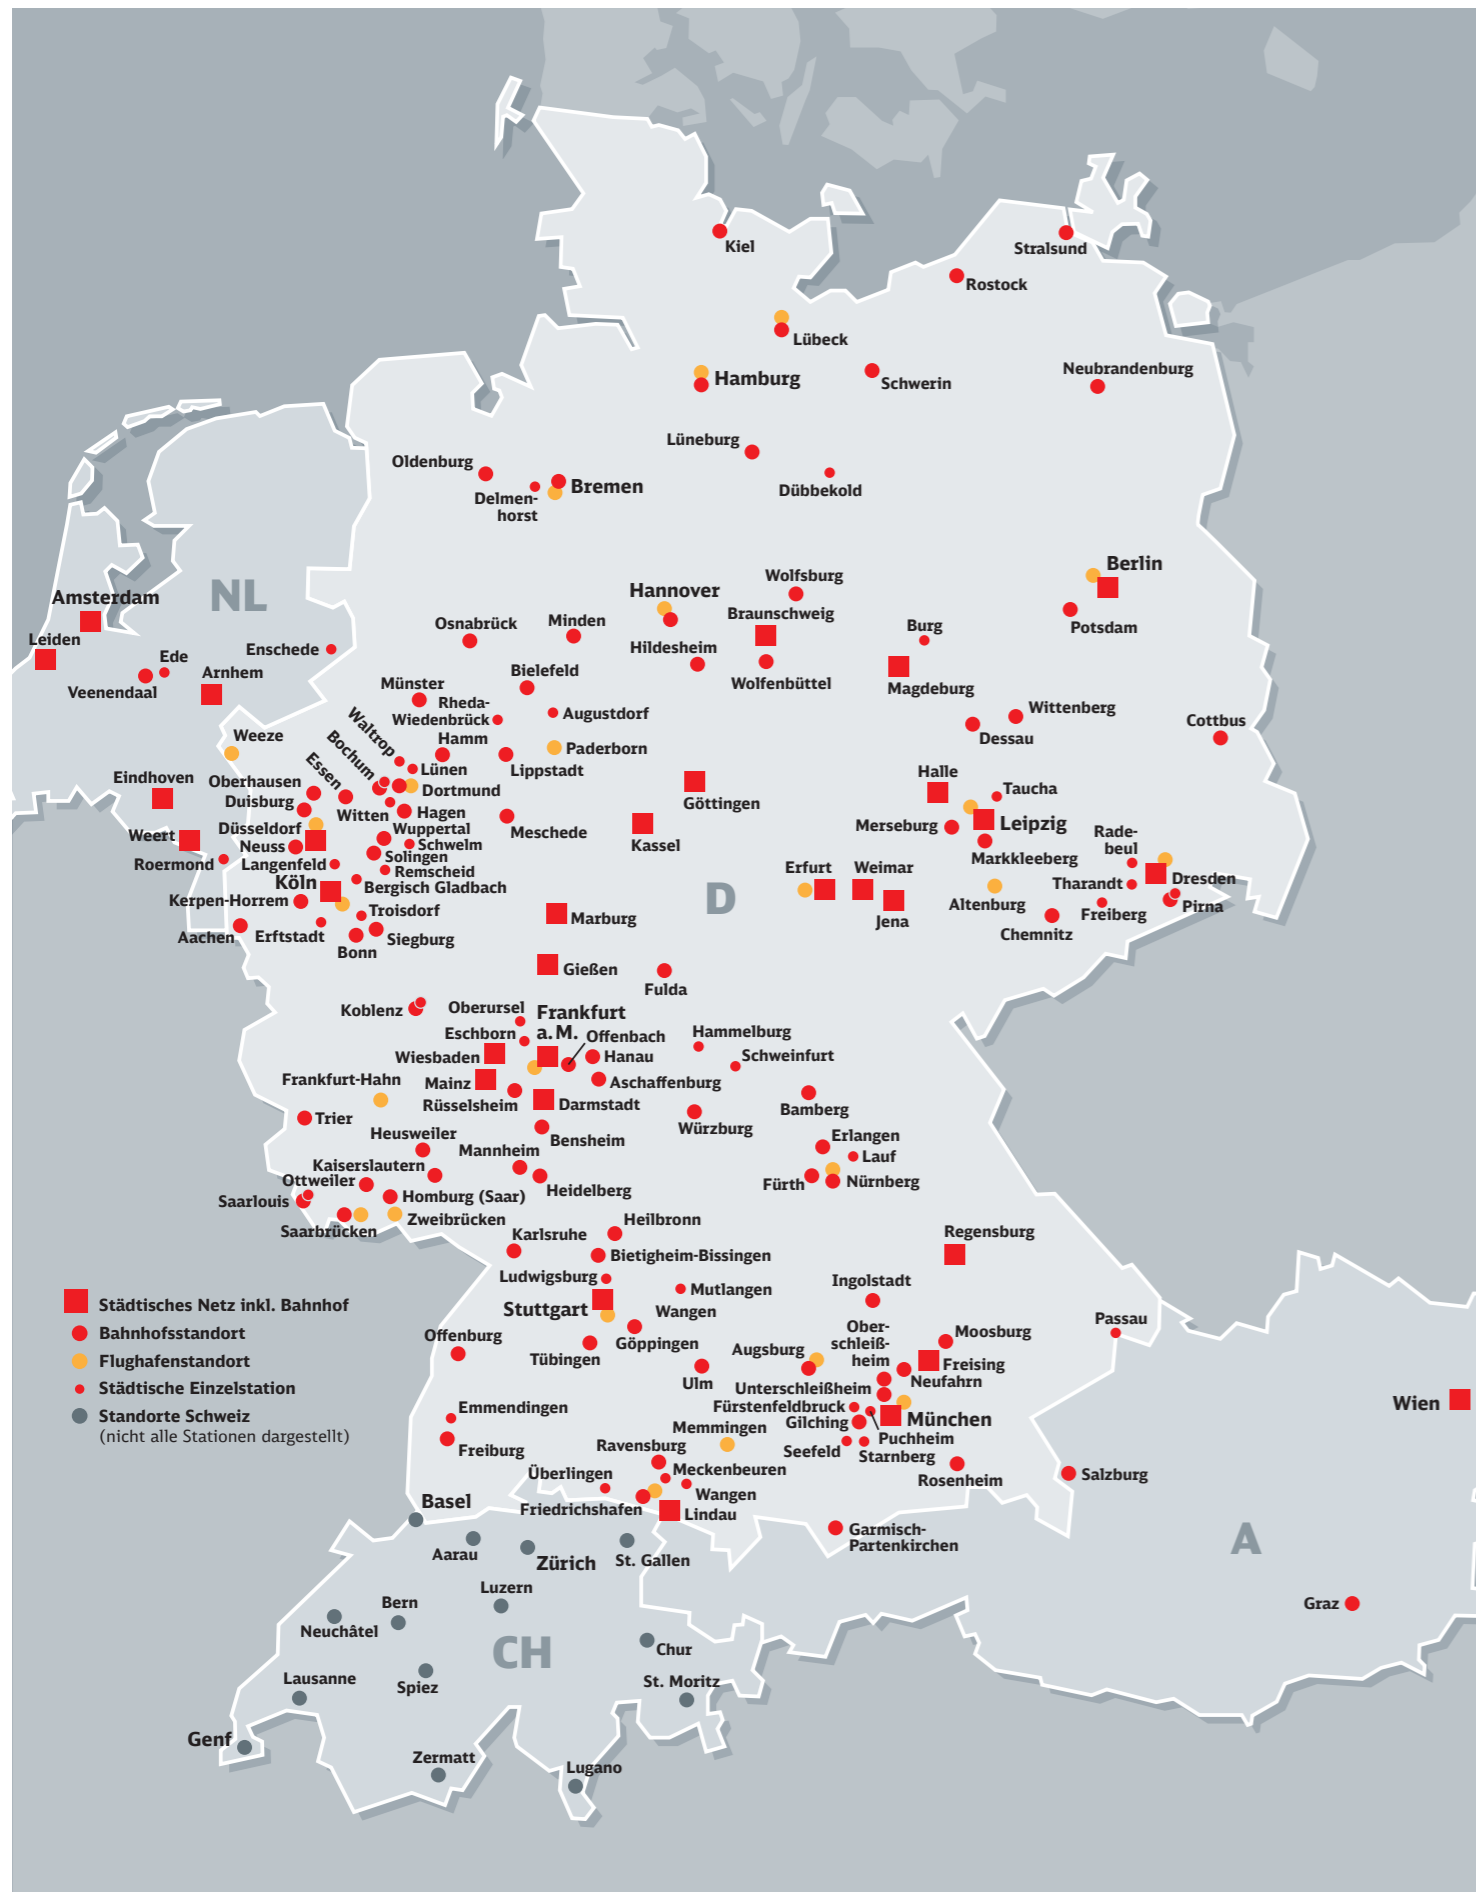 Kiel
Stralsund
Rostock
Lübeck
Hamburg
Schwerin
Neubrandenburg
Lüneburg
Oldenburg
Bremen
Delmen-
horst
Dübbekold
Berlin
Wolfsburg
Hannover
NL
Amsterdam
Braunschweig
Osnabrück
Minden
Burg
Potsdam
Leiden
Enschede
Hildesheim
Ede
Arnhem
Veenendaal
Bielefeld
Wolfenbüttel
Magdeburg
Münster
Rheda-
Wiedenbrück
Augustdorf
Wittenberg
Cottbus
Waltrop
Weeze
Bochum
Hamm
Paderborn
Dessau
Essen
Lünen
Lippstadt
Halle
Eindhoven
Oberhausen
Dortmund
Taucha
Duisburg
Göttingen
Witten
Hagen
Leipzig
Weert
Düsseldorf
Wuppertal
Meschede
Merseburg
Rade-
beul
Neuss
Schwelm
Kassel
Roermond
Langenfeld
Solingen
Markkleeberg
Remscheid
Erfurt
Weimar
Köln
Bergisch Gladbach
Tharandt
Dresden
Kerpen-Horrem
D
Altenburg
Pirna
Troisdorf
Marburg
Jena
Freiberg
Aachen
Erftstadt
Siegburg
Chemnitz
Bonn
Gießen
Fulda
Koblenz
Oberursel
Frankfurt
a. M.
Eschborn
Offenbach
Hammelburg
Wiesbaden
Hanau
Schweinfurt
Frankfurt-Hahn
Mainz
Aschaffenburg
Rüsselsheim
Darmstadt
Bamberg
Trier
Würzburg
Heusweiler
Bensheim
Erlangen
Mannheim
Lauf
Kaiserslautern
Ottweiler
Fürth
Nürnberg
Saarlouis
Homburg (Saar)
Heidelberg
Zweibrücken
Heilbronn
Saarbrücken
Karlsruhe
Regensburg
Bietigheim-Bissingen
Ludwigsburg
Mutlangen
Ingolstadt
Städtisches Netz inkl. Bahnhof
Stuttgart
Wangen
Passau
Bahnhofsstandort
Offenburg
Göppingen
Ober-
schleiß-
heim
Moosburg
Flughafenstandort
Tübingen
Augsburg
Freising
Neufahrn
Städtische Einzelstation
Ulm
Unterschleißheim
Wien
Standorte Schweiz
(nicht alle Stationen dargestellt)
Emmendingen
Fürstenfeldbruck
München
Memmingen
Gilching
Puchheim
Freiburg
Ravensburg
Seefeld
Starnberg
Überlingen
Meckenbeuren
Rosenheim
Salzburg
Wangen
Basel
Friedrichshafen
Lindau
Garmisch-
Partenkirchen
A
Aarau
Zürich
St. Gallen
Luzern
Bern
Graz
Neuchâtel
CH
Chur
Lausanne
Spiez
St. Moritz
Genf
Zermatt
Lugano